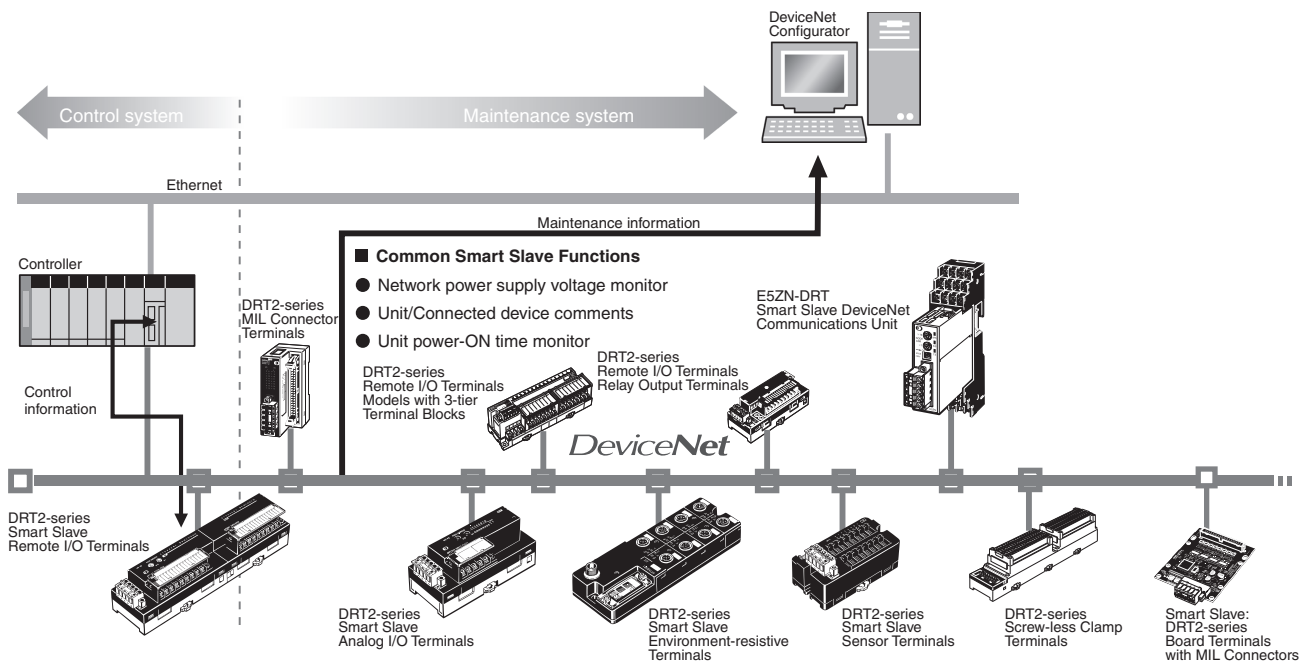 DeviceNet
Configurator
Control system
Maintenance system
Ethernet
Maintenance information
■ Common Smart Slave Functions
● Network power supply voltage monitor
● Unit/Connected device comments
● Unit power-ON time monitor
Controller
DRT2-series
MIL Connector
Terminals
E5ZN-DRT
Smart Slave DeviceNet
Communications Unit
Control
information
DRT2-series
Remote I/O Terminals
Models with 3-tier
Terminal Blocks
DRT2-series
Remote I/O Terminals
Relay Output Terminals
DeviceNet
DRT2-series
Smart Slave
Remote I/O Terminals
DRT2-series
Smart Slave
Analog I/O Terminals
DRT2-series
Smart Slave
Environment-resistive
Terminals
DRT2-series
Smart Slave
Sensor Terminals
DRT2-series
Screw-less Clamp
Terminals
Smart Slave:
DRT2-series
Board Terminals
with MIL Connectors